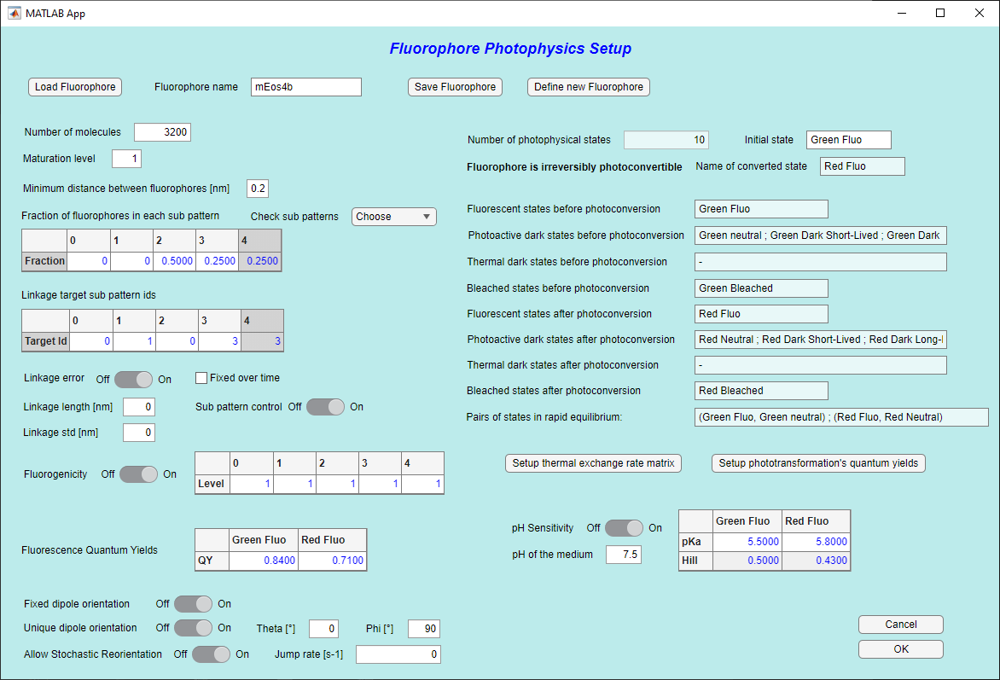 MATLAB App
Fluorophore Photophysics Setup
Load Fluorophore Fluorophore name mEos4b Save Fluorophore Define new Fluorophore
Number of molecules 3200
Maturation level 1
Minimum distance between fluorophores [nm] 0.2
Fraction of fluorophores in each sub pattern Check sub patterns Choose
0 1 2 3 4
Fraction 0 0 0.5000 0.2500 0.2500
Linkage target sub pattern ids
0 1 2 3 4
Target Id 0 1 0 3 3
Linkage error Off On Fixed over time
Linkage length [nm] 0 Sub pattern control Off On
Linkage std [nm] 0
Fluorogenicity Off On
0 1 2 3 4
Level 1 1 1 1 1
Fluorescence Quantum Yields
Green Fluo Red Fluo
QY 0.8400 0.7100
Fixed dipole orientation Off On
Unique dipole orientation Off On Theta [°] 0 Phi [°] 90
Allow Stochastic Reorientation Off On Jump rate [s-1] 0
Number of photophysical states 10 Initial state Green Fluo
Fluorophore is irreversibly photoconvertible Name of converted state Red Fluo
Fluorescent states before photoconversion Green Fluo
Photoactive dark states before photoconversion Green neutral ; Green Dark Short-Lived ; Green Dark
Thermal dark states before photoconversion -
Bleached states before photoconversion Green Bleached
Fluorescent states after photoconversion Red Fluo
Photoactive dark states after photoconversion Red Neutral ; Red Dark Short-Lived ; Red Dark Long-
Thermal dark states after photoconversion -
Bleached states after photoconversion Red Bleached
Pairs of states in rapid equilibrium: (Green Fluo, Green neutral) ; (Red Fluo, Red Neutral)
Setup thermal exchange rate matrix Setup phototransformation's quantum yields
pH Sensitivity Off On
pH of the medium 7.5
Green Fluo Red Fluo
pKa 5.5000 5.8000
Hill 0.5000 0.4300
Cancel
OK